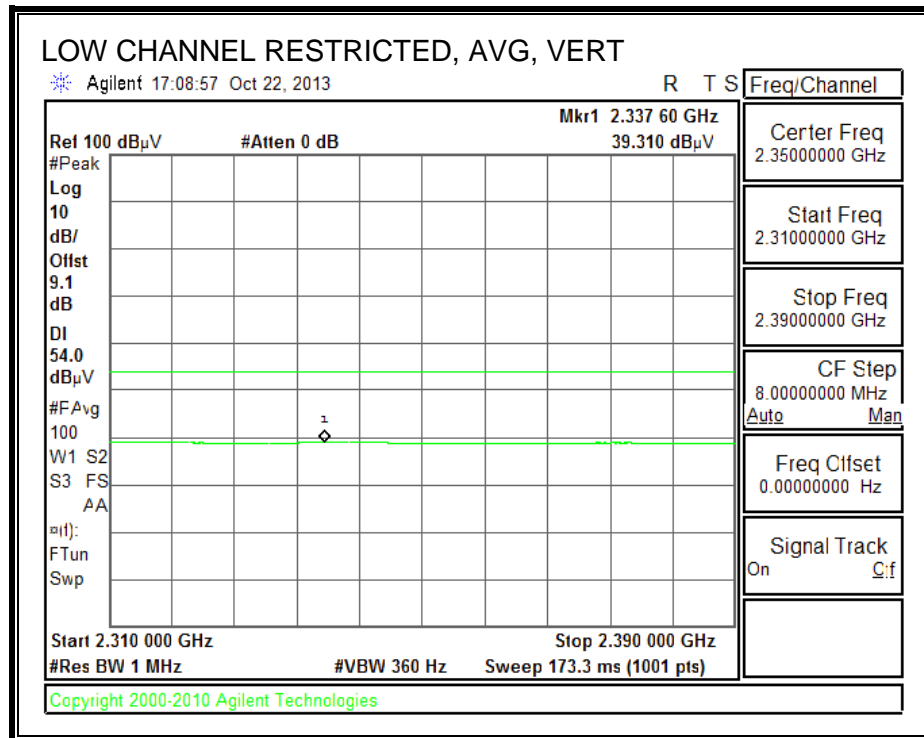 LOW CHANNEL RESTRICTED, AVG, VERT
Agilent 17:08:57 Oct 22, 2013
R T S
Freq/Channel
Mkr1 2.337 60 GHz
Ref 100 dBµV
#Atten 0 dB
39.310 dBµV
#Peak
Log
10
dB/
Offst
9.1
dB
DI
54.0
dBµV
#PAvg
100
W1 S2
S3 FS
AA
¤(f):
FTun
Swp
1
Start 2.310 000 GHz
Stop 2.390 000 GHz
#Res BW 1 MHz
#VBW 360 Hz
Sweep 173.3 ms (1001 pts)
Center Freq
2.35000000 GHz
Start Freq
2.31000000 GHz
Stop Freq
2.39000000 GHz
CF Step
8.00000000 MHz
Auto Man
Freq Offset
0.00000000 Hz
Signal Track
On Off
Copyright 2000-2010 Agilent Technologies